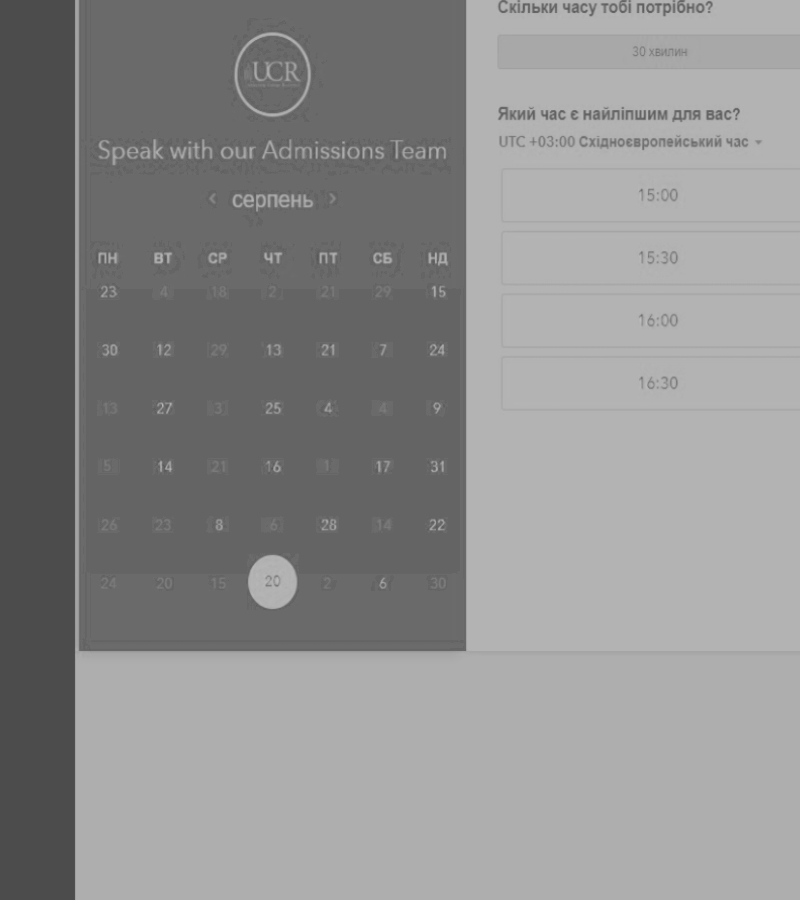 Скільки часу тобі потрібно?
30 хвилин
UCR
Speak with our Admissions Team
‹ серпень ›
ПН ВТ СР ЧТ ПТ СБ НД
23 4 18 2 21 29 15
30 12 29 13 21 7 24
13 27 3 25 4 4 9
5 14 21 16 1 17 31
26 23 8 6 28 14 22
24 20 15 20 2 6 30
Який час є найліпшим для вас?
UTC +03:00 Східноєвропейський час
15:00
15:30
16:00
16:30